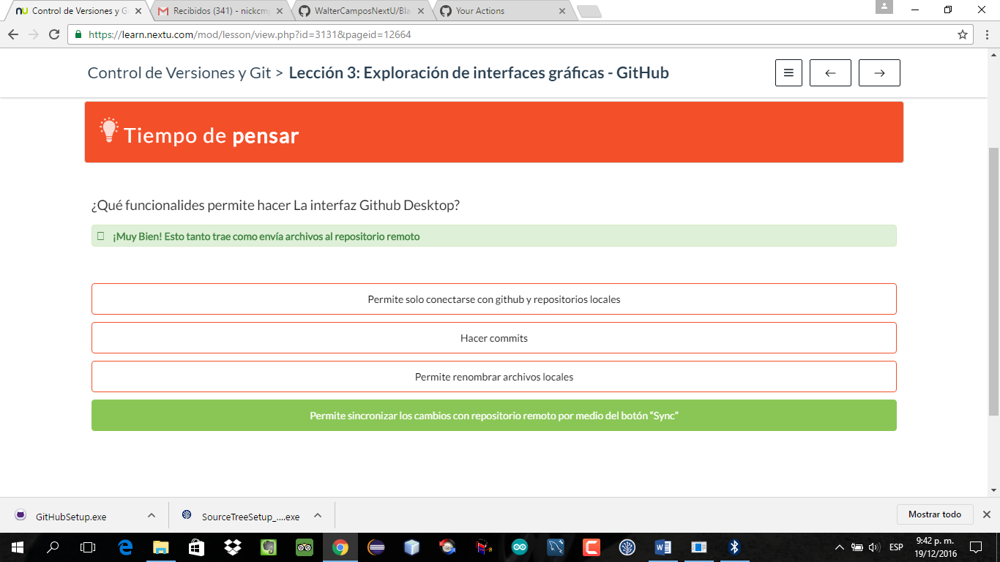 nu Control de Versiones y G
Recibidos (341) - nickcm
WalterCamposNextU/Bla
Your Actions
https://learn.nextu.com/mod/lesson/view.php?id=3131&pageid=12664
Control de Versiones y Git > Lección 3: Exploración de interfaces gráficas - GitHub
Tiempo de pensar
¿Qué funcionalides permite hacer La interfaz Github Desktop?
¡Muy Bien! Esto tanto trae como envía archivos al repositorio remoto
Permite solo conectarse con github y repositorios locales
Hacer commits
Permite renombrar archivos locales
Permite sincronizar los cambios con repositorio remoto por medio del botón “Sync”
GitHubSetup.exe
SourceTreeSetup_....exe
Mostrar todo
ESP
9:42 p. m.
19/12/2016